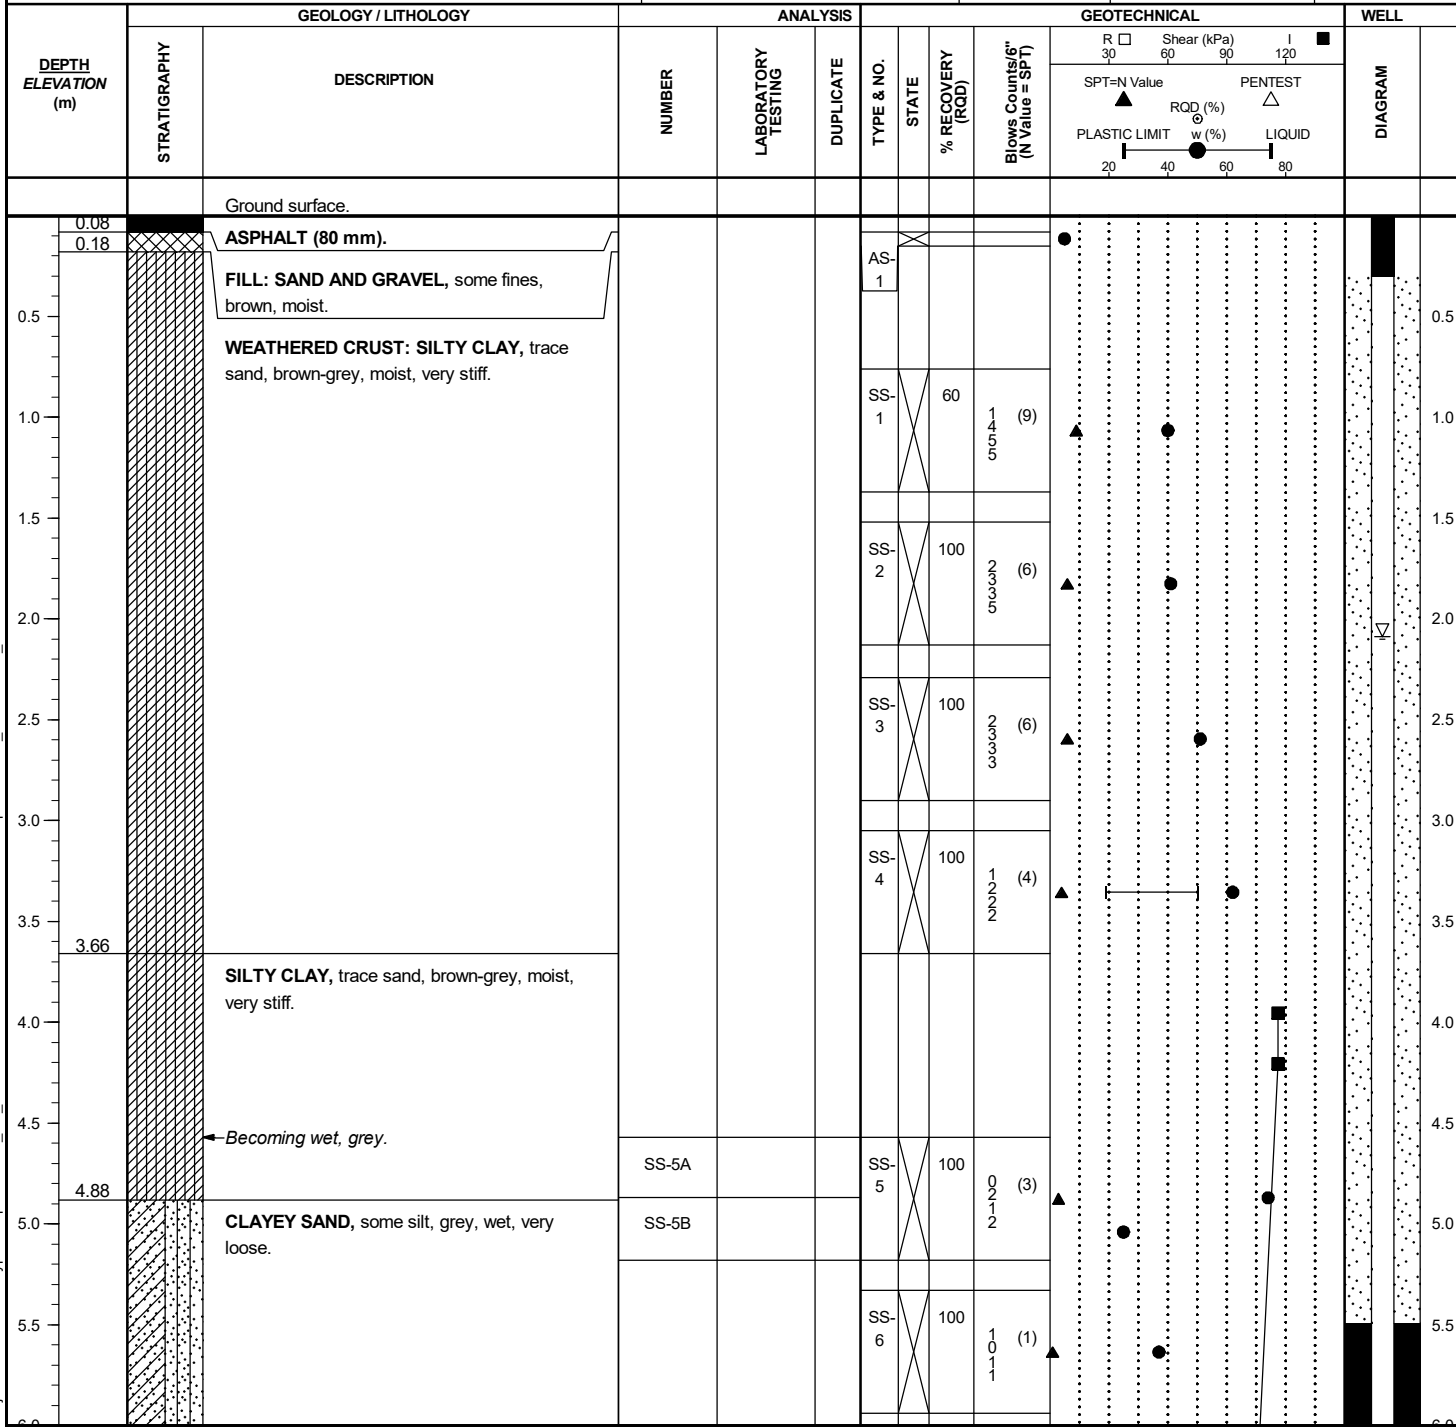 GEOLOGY / LITHOLOGY
ANALYSIS
GEOTECHNICAL
WELL
DEPTH
ELEVATION
(m)
STRATIGRAPHY
DESCRIPTION
NUMBER
LABORATORY
TESTING
DUPLICATE
TYPE & NO.
STATE
% RECOVERY
(RQD)
Blows Counts/6"
(N Value = SPT)
R Shear (kPa) I
30 60 90 120
SPT=N Value PENTEST
RQD (%)
PLASTIC LIMIT w (%) LIQUID
20 40 60 80
DIAGRAM
Ground surface.
0.08
ASPHALT (80 mm).
0.18
AS-
1
FILL: SAND AND GRAVEL, some fines,
brown, moist.
0.5 0.5
WEATHERED CRUST: SILTY CLAY, trace
sand, brown-grey, moist, very stiff.
SS-
1
60
1
4
5
5
(9)
1.0 1.0
1.5 1.5
SS-
2
100
2
3
3
5
(6)
2.0 2.0
SS-
3
100
2
3
3
3
(6)
2.5 2.5
3.0 3.0
SS-
4
100
1
2
2
2
(4)
3.5 3.5
3.66
SILTY CLAY, trace sand, brown-grey, moist,
very stiff.
4.0 4.0
4.5 4.5
Becoming wet, grey.
SS-5A
SS-
5
100
0
2
1
2
(3)
4.88
CLAYEY SAND, some silt, grey, wet, very
loose.
SS-5B
5.0 5.0
SS-
6
100
1
0
1
1
(1)
5.5 5.5
6.0 6.0